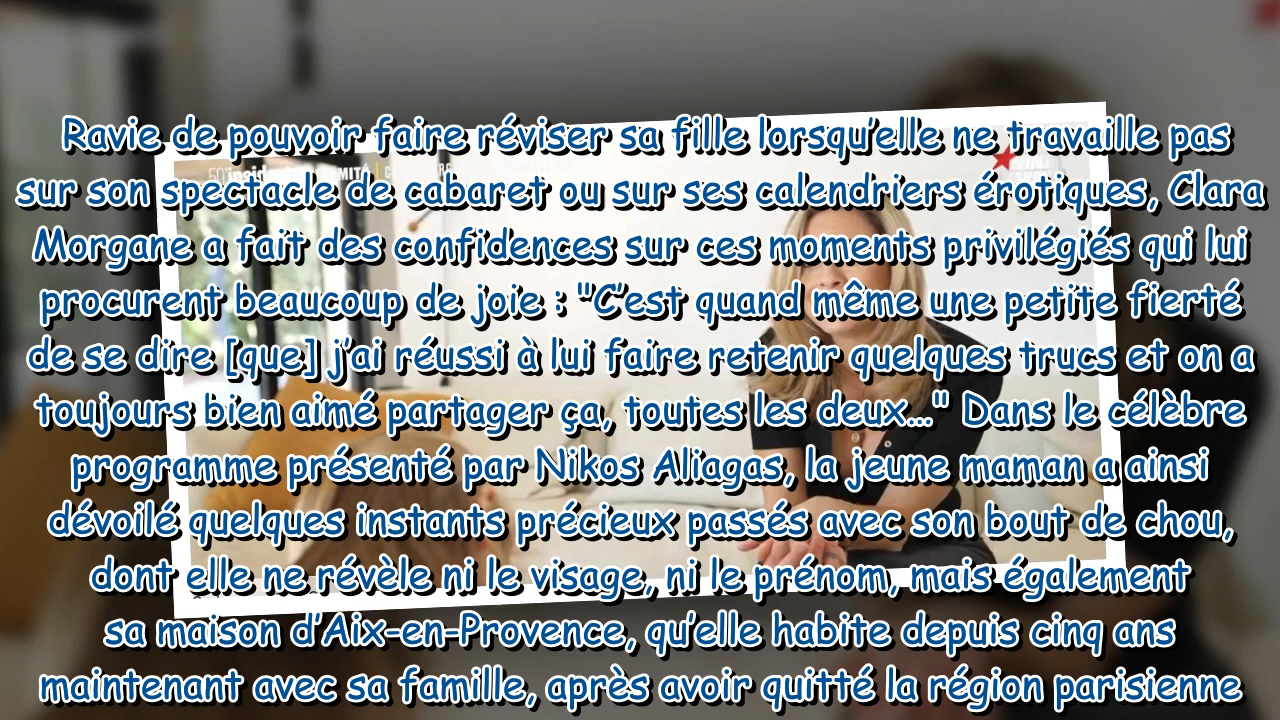 Ravie de pouvoir faire réviser sa fille lorsqu'elle ne travaille pas
sur son spectacle de cabaret ou sur ses calendriers érotiques, Clara
Morgane a fait des confidences sur ces moments privilégiés qui lui
procurent beaucoup de joie : "C'est quand même une petite fierté
de se dire [que] j'ai réussi à lui faire retenir quelques trucs et on a
toujours bien aimé partager ça, toutes les deux..." Dans le célèbre
programme présenté par Nikos Aliagas, la jeune maman a ainsi
dévoilé quelques instants précieux passés avec son bout de chou,
dont elle ne révèle ni le visage, ni le prénom, mais également
sa maison d'Aix-en-Provence, qu'elle habite depuis cinq ans
maintenant avec sa famille, après avoir quitté la région parisienne